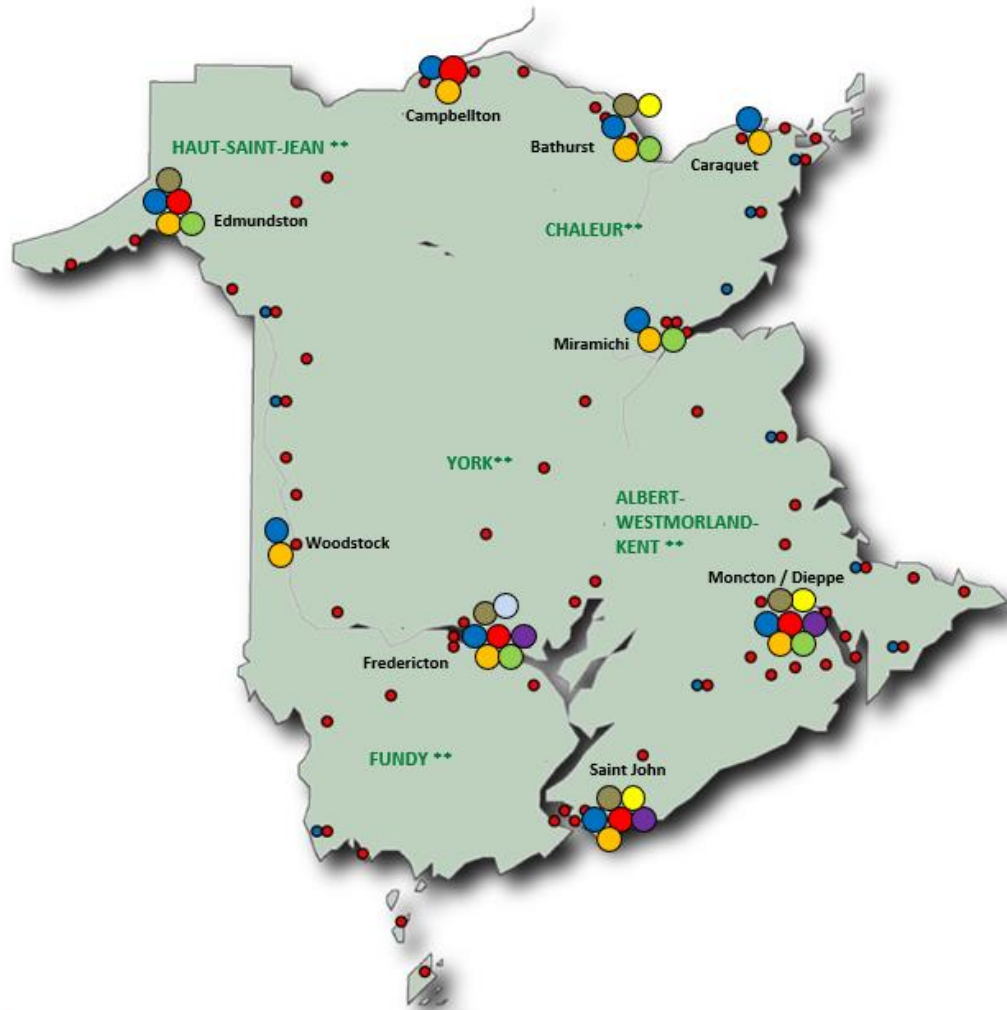 Campbellton
HAUT-SAINT-JEAN **
Bathurst
Caraquet
Edmundston
CHALEUR**
Miramichi
YORK**
ALBERT-
WESTMORLAND-
KENT **
Woodstock
Moncton / Dieppe
Fredericton
FUNDY **
Saint John